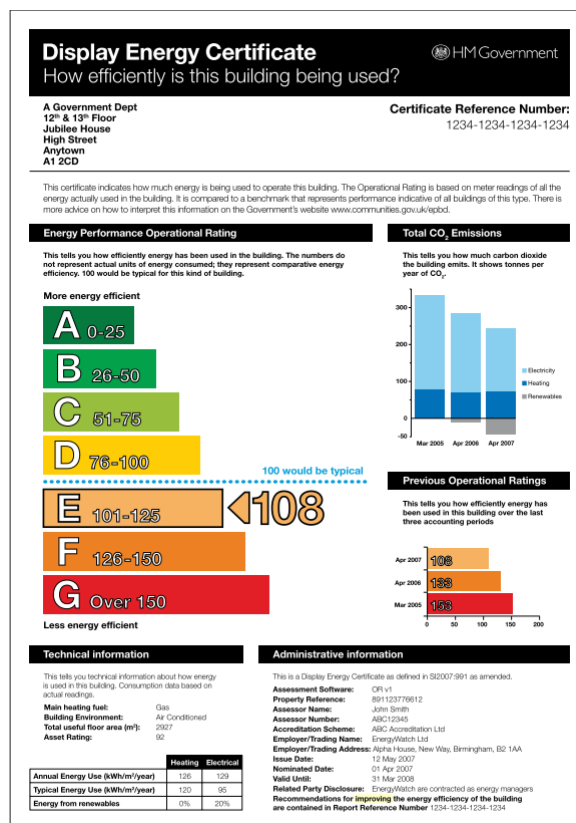 Display Energy Certificate
How efficiently is this building being used?
HM Government
A Government Dept
12th & 13th Floor
Jubilee House
High Street
Anytown
A1 2CD
Certificate Reference Number:
1234-1234-1234-1234
This certificate indicates how much energy is being used to operate this building. The Operational Rating is based on meter readings of all the
energy actually used in the building. It is compared to a benchmark that represents performance indicative of all buildings of this type. There is
more advice on how to interpret this information on the Government's website www.communities.gov.uk/epbd.
Energy Performance Operational Rating
This tells you how efficiently energy has been used in the building. The numbers do
not represent actual units of energy consumed; they represent comparative energy
efficiency. 100 would be typical for this kind of building.
More energy efficient
A 0-25
B 26-50
C 51-75
D 76-100
100 would be typical
E 101-125
108
F 126-150
G Over 150
Less energy efficient
Total CO2 Emissions
This tells you how much carbon dioxide
the building emits. It shows tonnes per
year of CO2.
300
200
100
0
-50
Electricity
Heating
Renewables
Mar 2005 Apr 2006 Apr 2007
Previous Operational Ratings
This tells you how efficiently energy has
been used in this building over the last
three accounting periods
Apr 2007 108
Apr 2006 133
Mar 2005 153
0 50 100 150 200
Technical information
This tells you technical information about how energy
is used in this building. Consumption data based on
actual readings.
Main heating fuel: Gas
Building Environment: Air Conditioned
Total useful floor area (m²): 2927
Asset Rating: 92
Heating Electrical
Annual Energy Use (kWh/m²/year) 126 129
Typical Energy Use (kWh/m²/year) 120 95
Energy from renewables 0% 20%
Administrative information
This is a Display Energy Certificate as defined in SI2007:991 as amended.
Assessment Software: OR v1
Property Reference: 891123776612
Assessor Name: John Smith
Assessor Number: ABC12345
Accreditation Scheme: ABC Accreditation Ltd
Employer/Trading Name: EnergyWatch Ltd
Employer/Trading Address: Alpha House, New Way, Birmingham, B2 1AA
Issue Date: 12 May 2007
Nominated Date: 01 Apr 2007
Valid Until: 31 Mar 2008
Related Party Disclosure: EnergyWatch are contracted as energy managers
Recommendations for improving the energy efficiency of the building
are contained in Report Reference Number 1234-1234-1234-1234